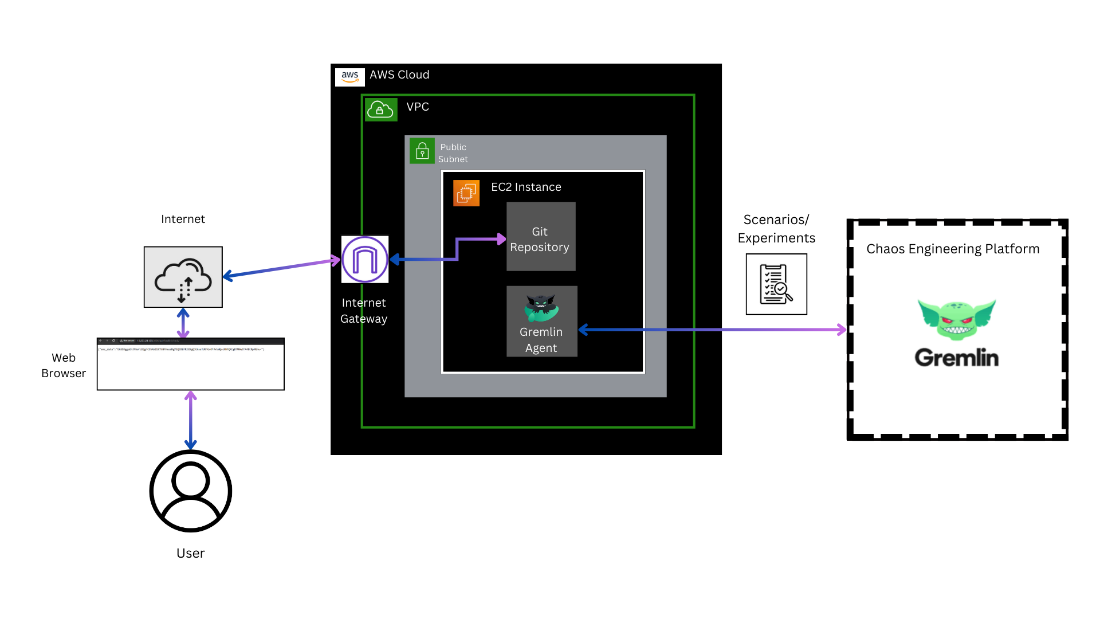 aws
AWS Cloud
VPC
Public
Subnet
EC2 Instance
Git
Repository
Gremlin
Agent
Internet
Internet
Gateway
Web
Browser
User
Scenarios/
Experiments
Chaos Engineering Platform
Gremlin